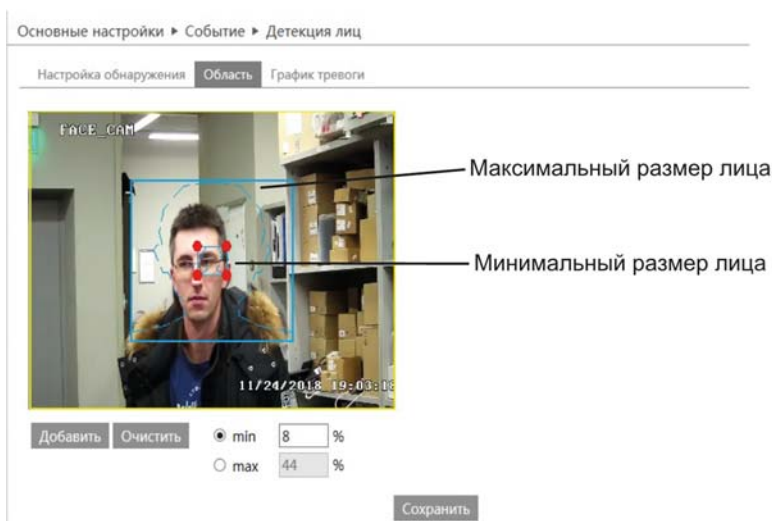 Основные настройки ▶ Событие ▶ Детекция лиц
Настройка обнаружения Область График тревоги
FACE_CAM
Максимальный размер лица
Минимальный размер лица
11/24/2018 19:03:18
Добавить Очистить min 8 %
max 44 %
Сохранить